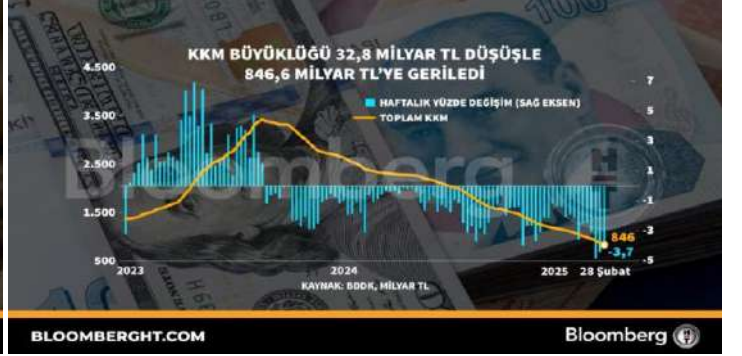 KKM BÜYÜKLÜĞÜ 32,8 MİLYAR TL DÜŞÜŞLE
846,6 MİLYAR TL'YE GERİLEDİ
HAFTALIK YÜZDE DEĞİŞİM (SAĞ EKSEN)
TOPLAM KKM
4.500
3.500
2.500
1.500
500
7
5
3
1
-1
-3
-5
Bloomberg
846
-3,7
2023
2024
2025
28 Şubat
KAYNAK: BDDK, MİLYAR TL
BLOOMBERGHT.COM
Bloomberg HT